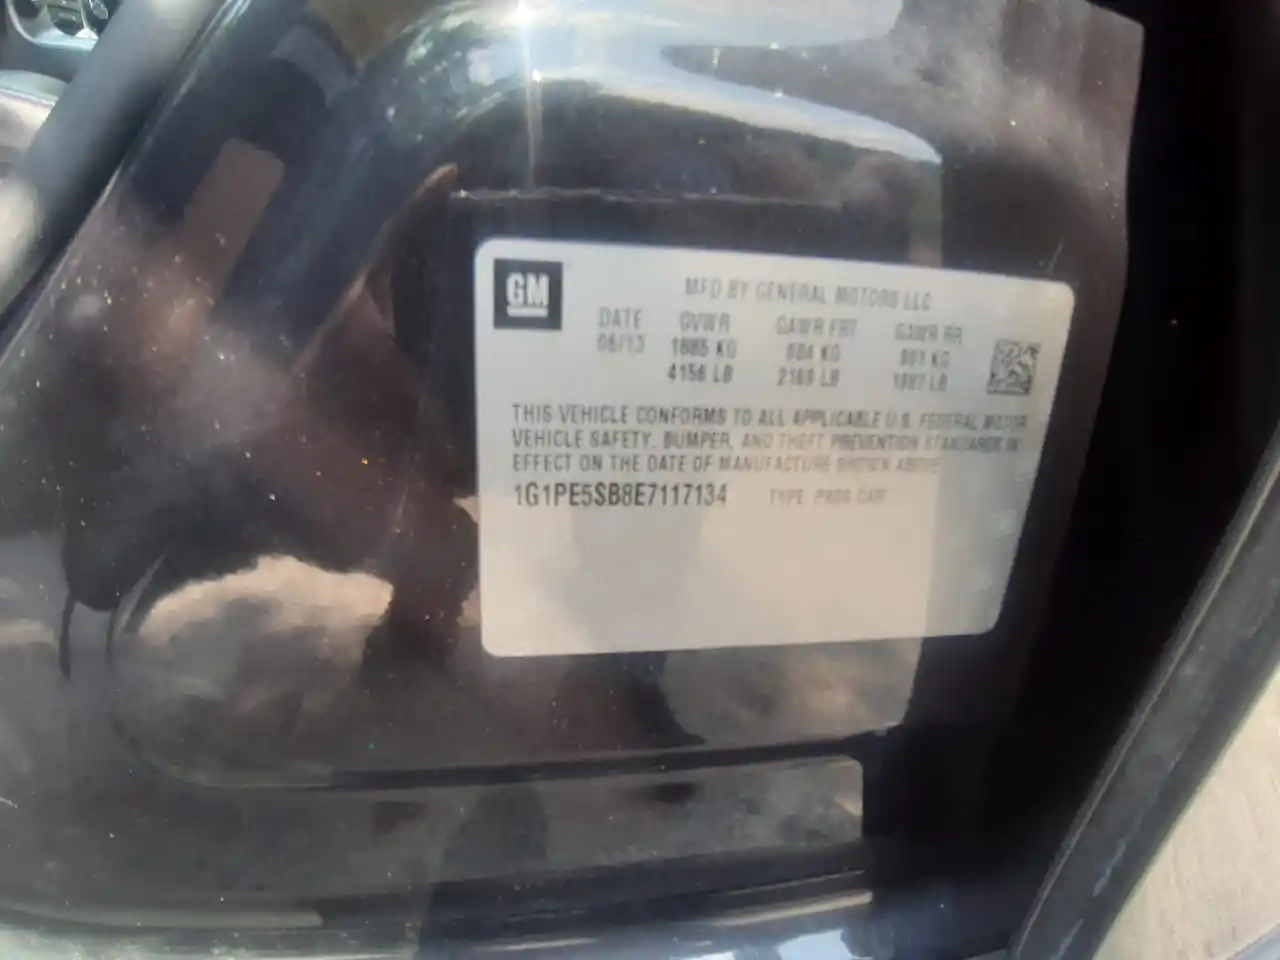 GM
MFD BY GENERAL MOTORS LLC
DATE GVWR GAWR FRT GAWR RR
06/13 1885 KG 884 KG 901 KG
4156 LB 2169 LB 1987 LB
THIS VEHICLE CONFORMS TO ALL APPLICABLE U.S. FEDERAL MOTOR
VEHICLE SAFETY, BUMPER, AND THEFT PREVENTION STANDARDS IN
EFFECT ON THE DATE OF MANUFACTURE SHOWN ABOVE
1G1PE5SB8E7117134 TYPE: PASS CAR